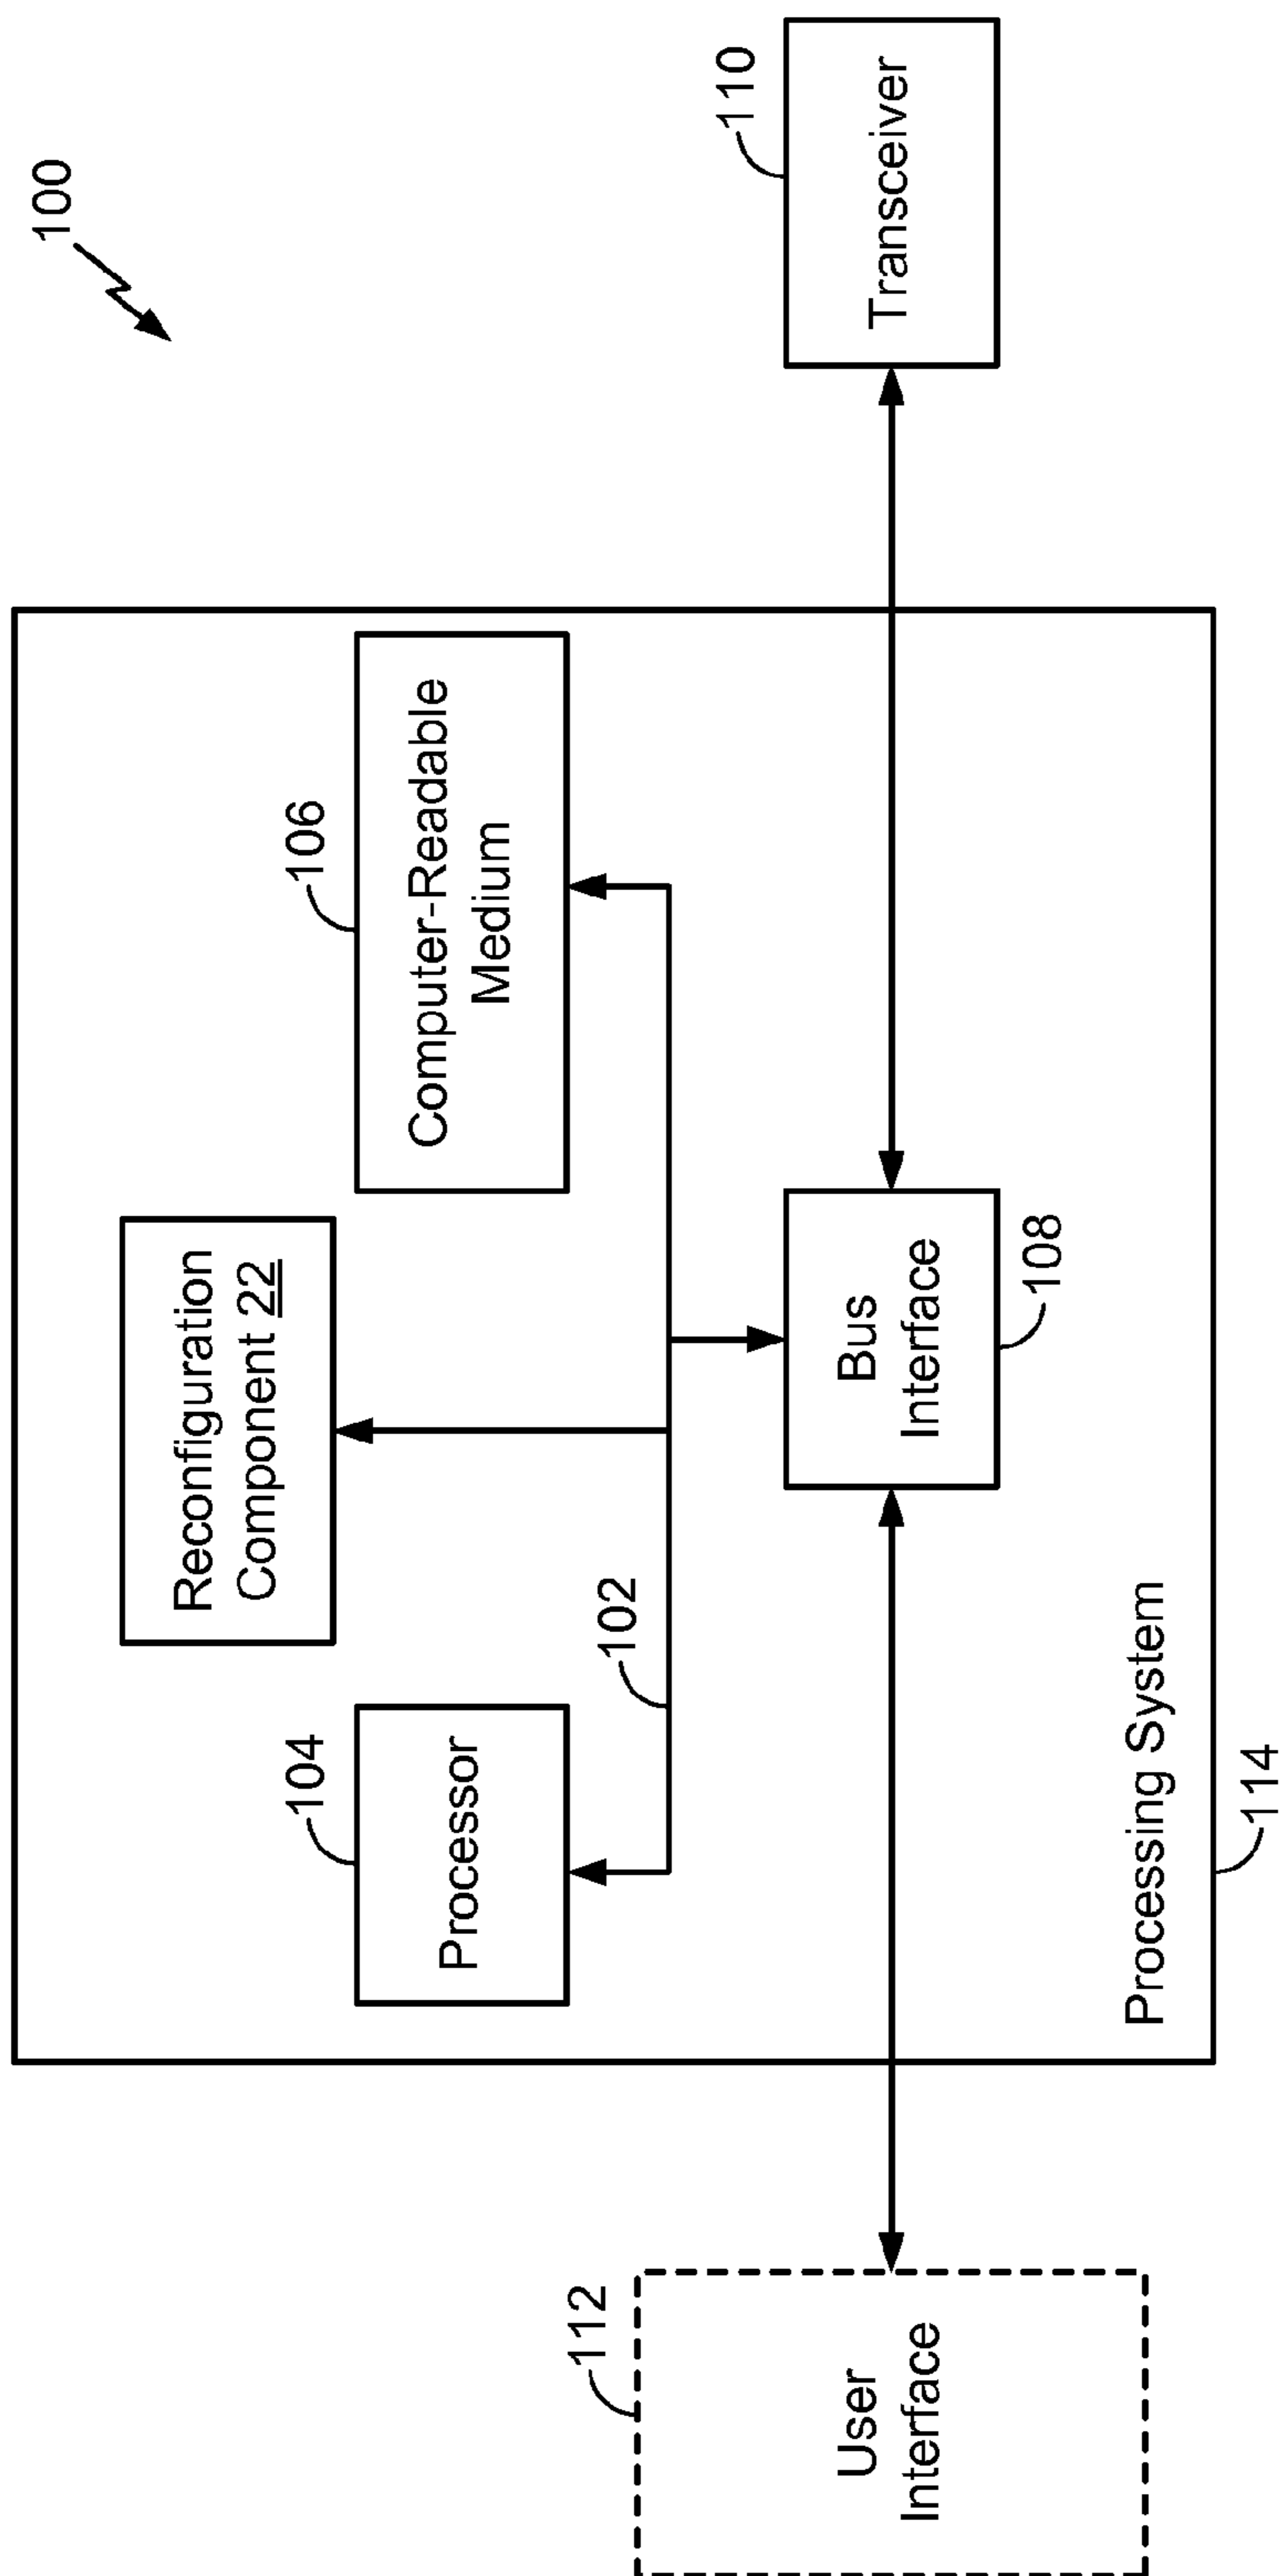 100
Reconfiguration
Component 22
104
106
Processor
Computer-Readable
Medium
102
112
110
User
Interface
Bus
Interface
Transceiver
108
Processing System
114